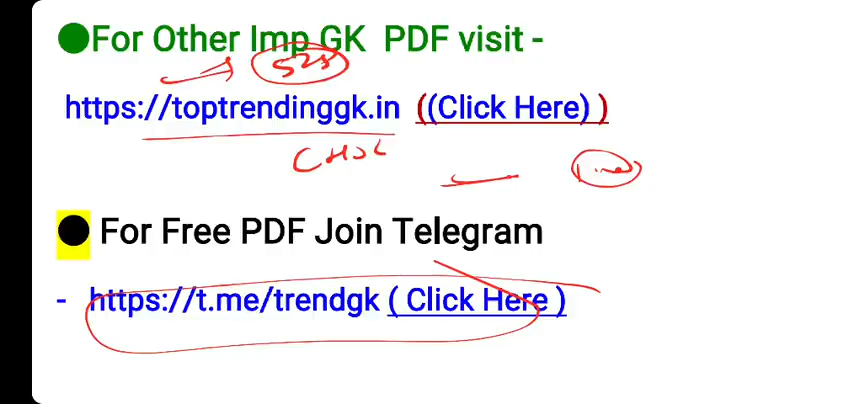 ●For Other Imp GK PDF visit -
https://toptrendinggk.in ((Click Here) )
● For Free PDF Join Telegram
- https://t.me/trendgk ( Click Here )